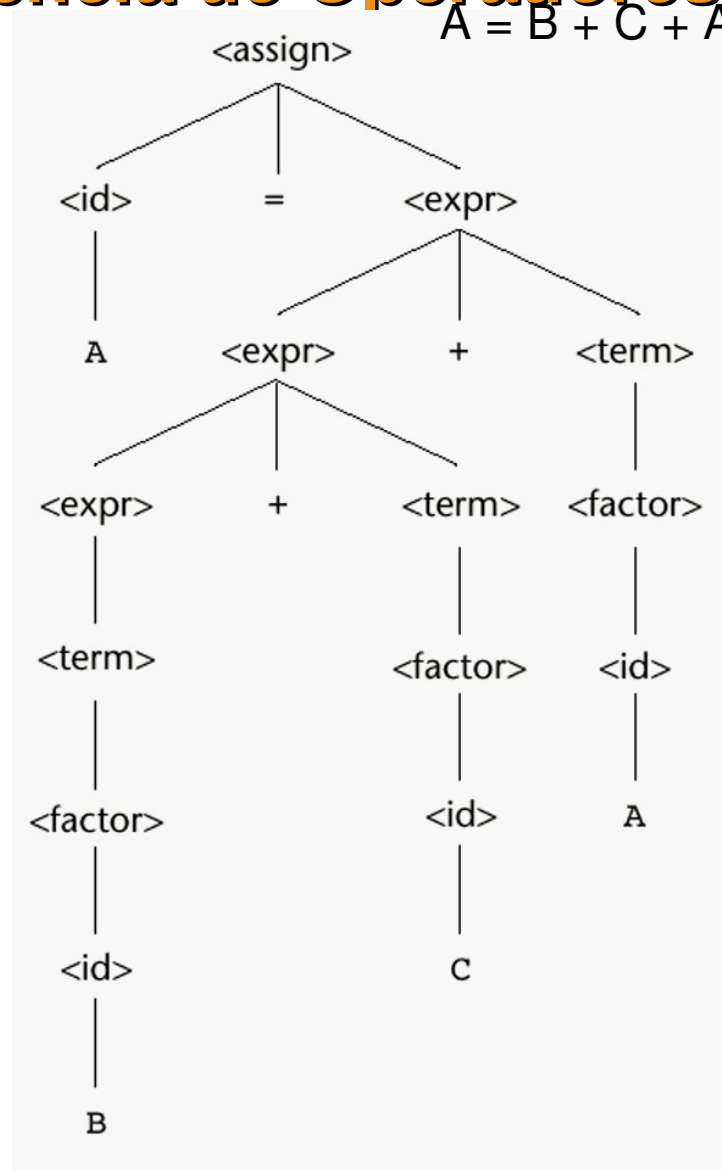 A = B + C + A
<assign>
<id> = <expr>
A <expr> + <term>
<expr> + <term> <factor>
<term> <factor> <id>
<factor> <id> A
<id> C
B